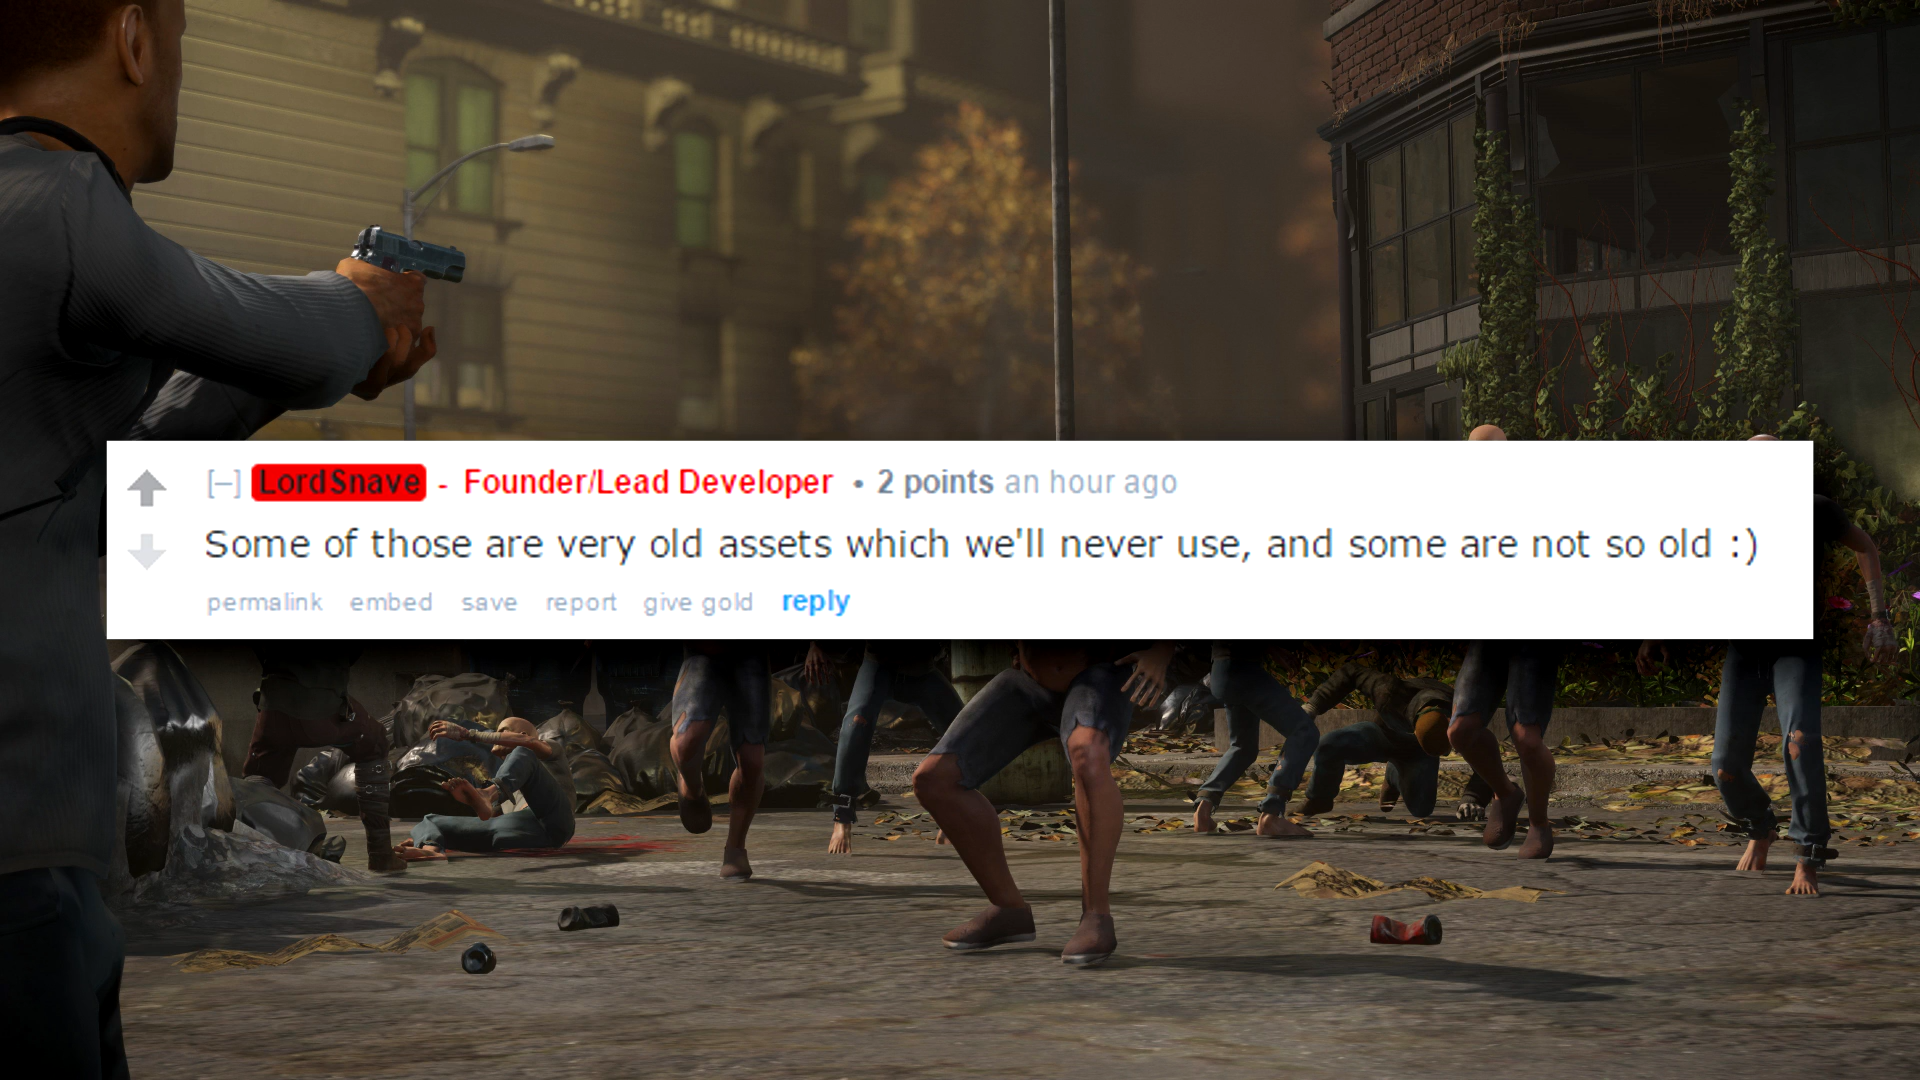 [–] LordSnave - Founder/Lead Developer • 2 points an hour ago
Some of those are very old assets which we'll never use, and some are not so old :)
permalink embed save report give gold reply